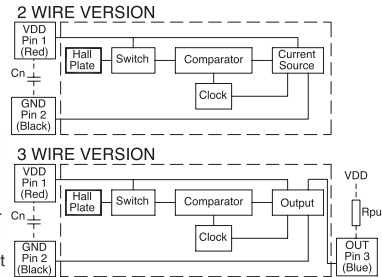 2 WIRE VERSION
VDD
Pin 1
(Red)
Cn
GND
Pin 2
(Black)
Hall
Plate
Switch
Comparator
Current
Source
Clock
3 WIRE VERSION
VDD
Pin 1
(Red)
Cn
GND
Pin 2
(Black)
Hall
Plate
Switch
Comparator
Output
Clock
VDD
Rpu
OUT
Pin 3
(Blue)
t